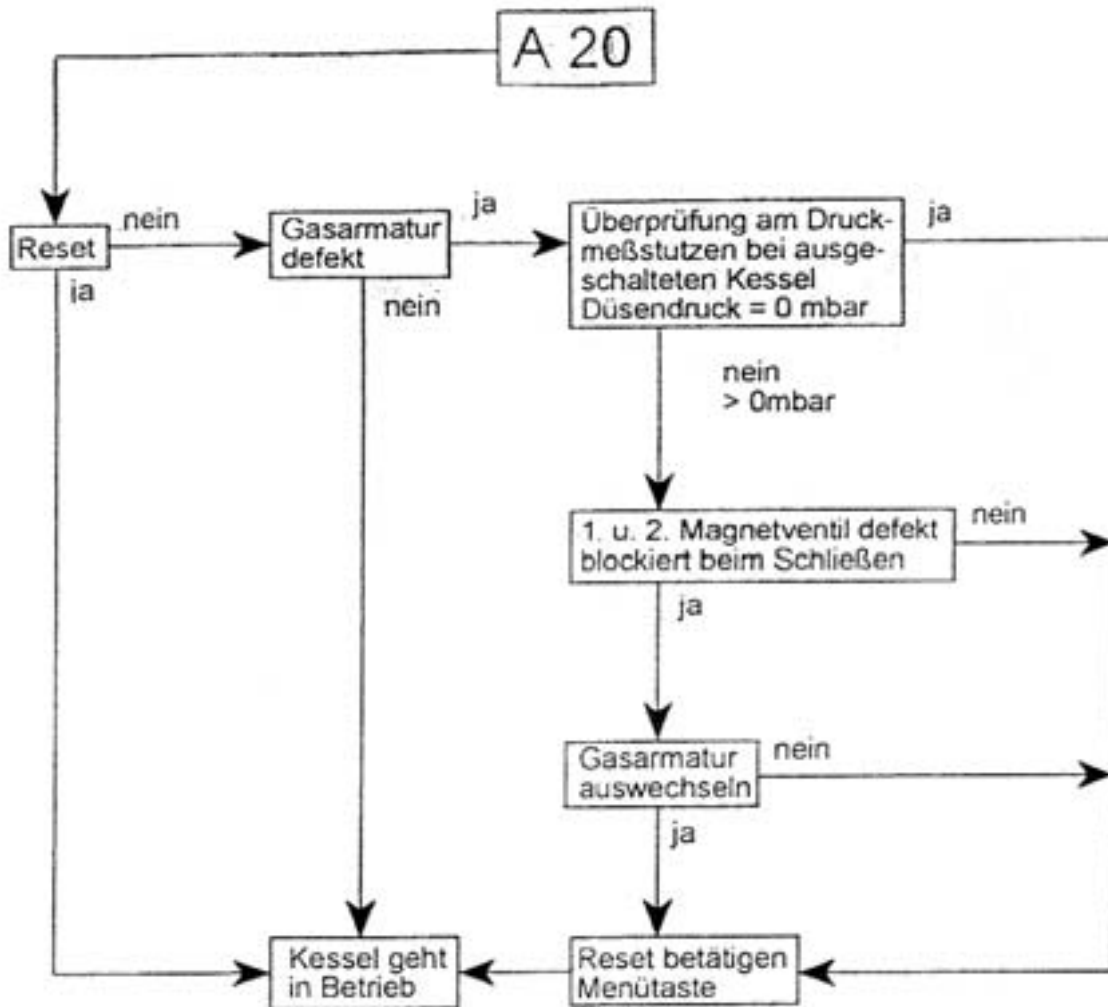 A 20
Reset
nein
ja
Gasarmatur
defekt
ja
nein
Überprüfung am Druck-
meßstutzen bei ausge-
schalteten Kessel
Düsendruck = 0 mbar
ja
nein
> 0mbar
1. u. 2. Magnetventil defekt
blockiert beim Schließen
nein
ja
Gasarmatur
auswechseln
nein
ja
Kessel geht
in Betrieb
Reset betätigen
Menütaste